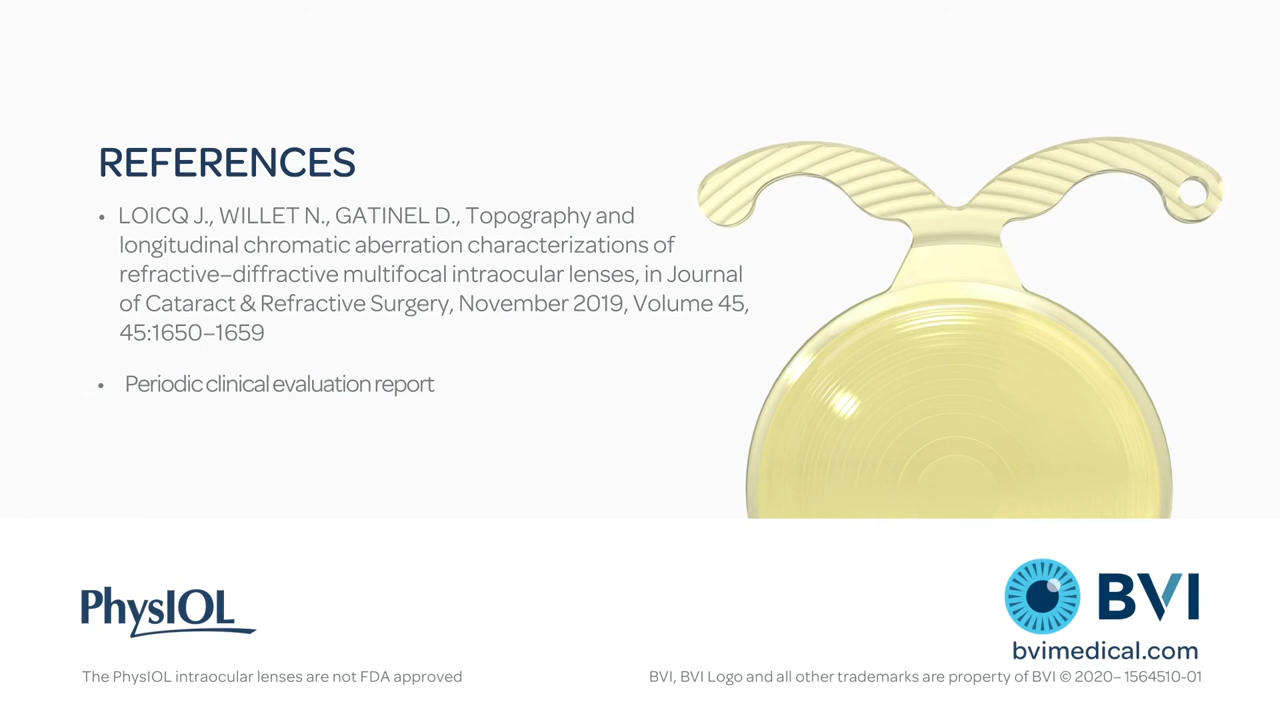 REFERENCES
• LOICQ J., WILLET N., GATINEL D., Topography and
longitudinal chromatic aberration characterizations of
refractive–diffractive multifocal intraocular lenses, in Journal
of Cataract & Refractive Surgery, November 2019, Volume 45,
45:1650–1659
• Periodic clinical evaluation report
PhysIOL
BVI
bvimedical.com
The PhysIOL intraocular lenses are not FDA approved
BVI, BVI Logo and all other trademarks are property of BVI © 2020– 1564510-01